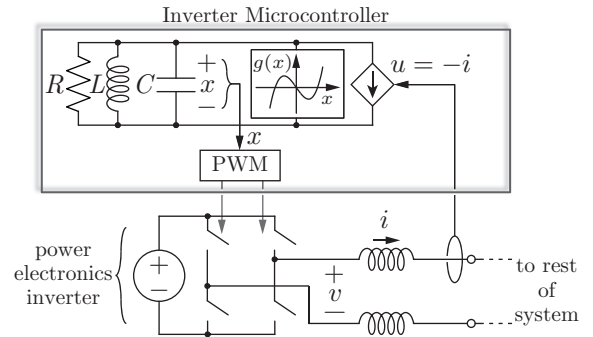 Inverter Microcontroller
R L C + x − g(x) x u = −i
x
PWM
i
power
electronics
inverter
+
−
+
v
−
to rest
of
system